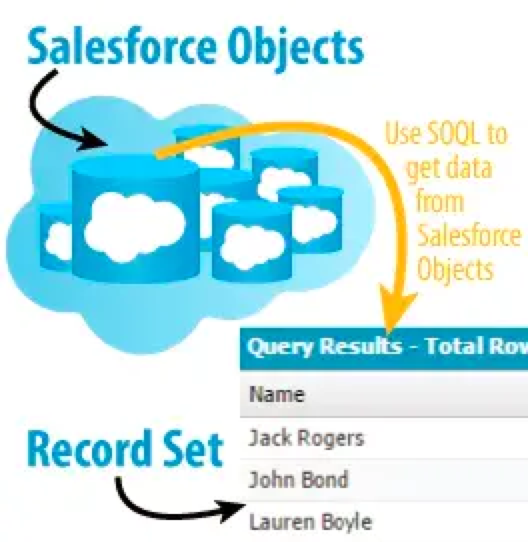 Salesforce Objects
Use SOQL to
get data
from
Salesforce
Objects
Query Results - Total Row
Name
Jack Rogers
Record Set
John Bond
Lauren Boyle